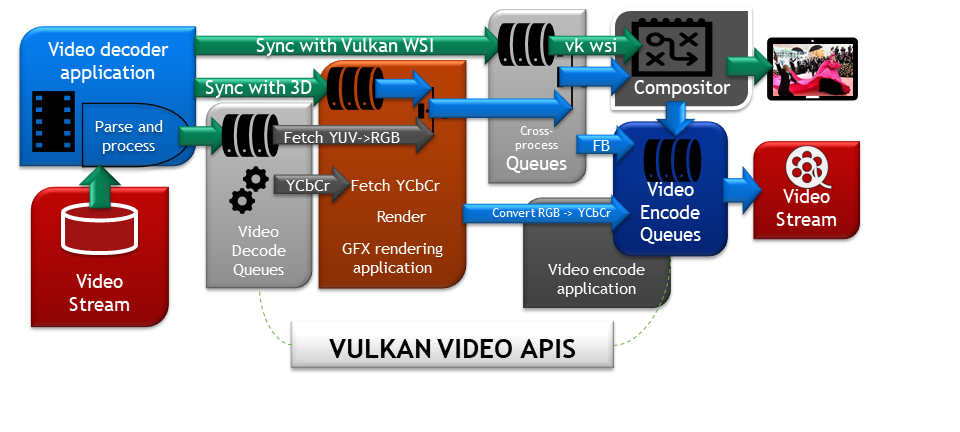 Video decoder
application
Parse and
process
Video
Stream
Sync with Vulkan WSI
Sync with 3D
Fetch YUV->RGB
YCbCr
Video
Decode
Queues
Fetch YCbCr
Render
GFX rendering
application
Cross-
process
Queues
vk wsi
Compositor
FB
Convert RGB -> YCbCr
Video
Encode
Queues
Video encode
application
Video
Stream
VULKAN VIDEO APIS